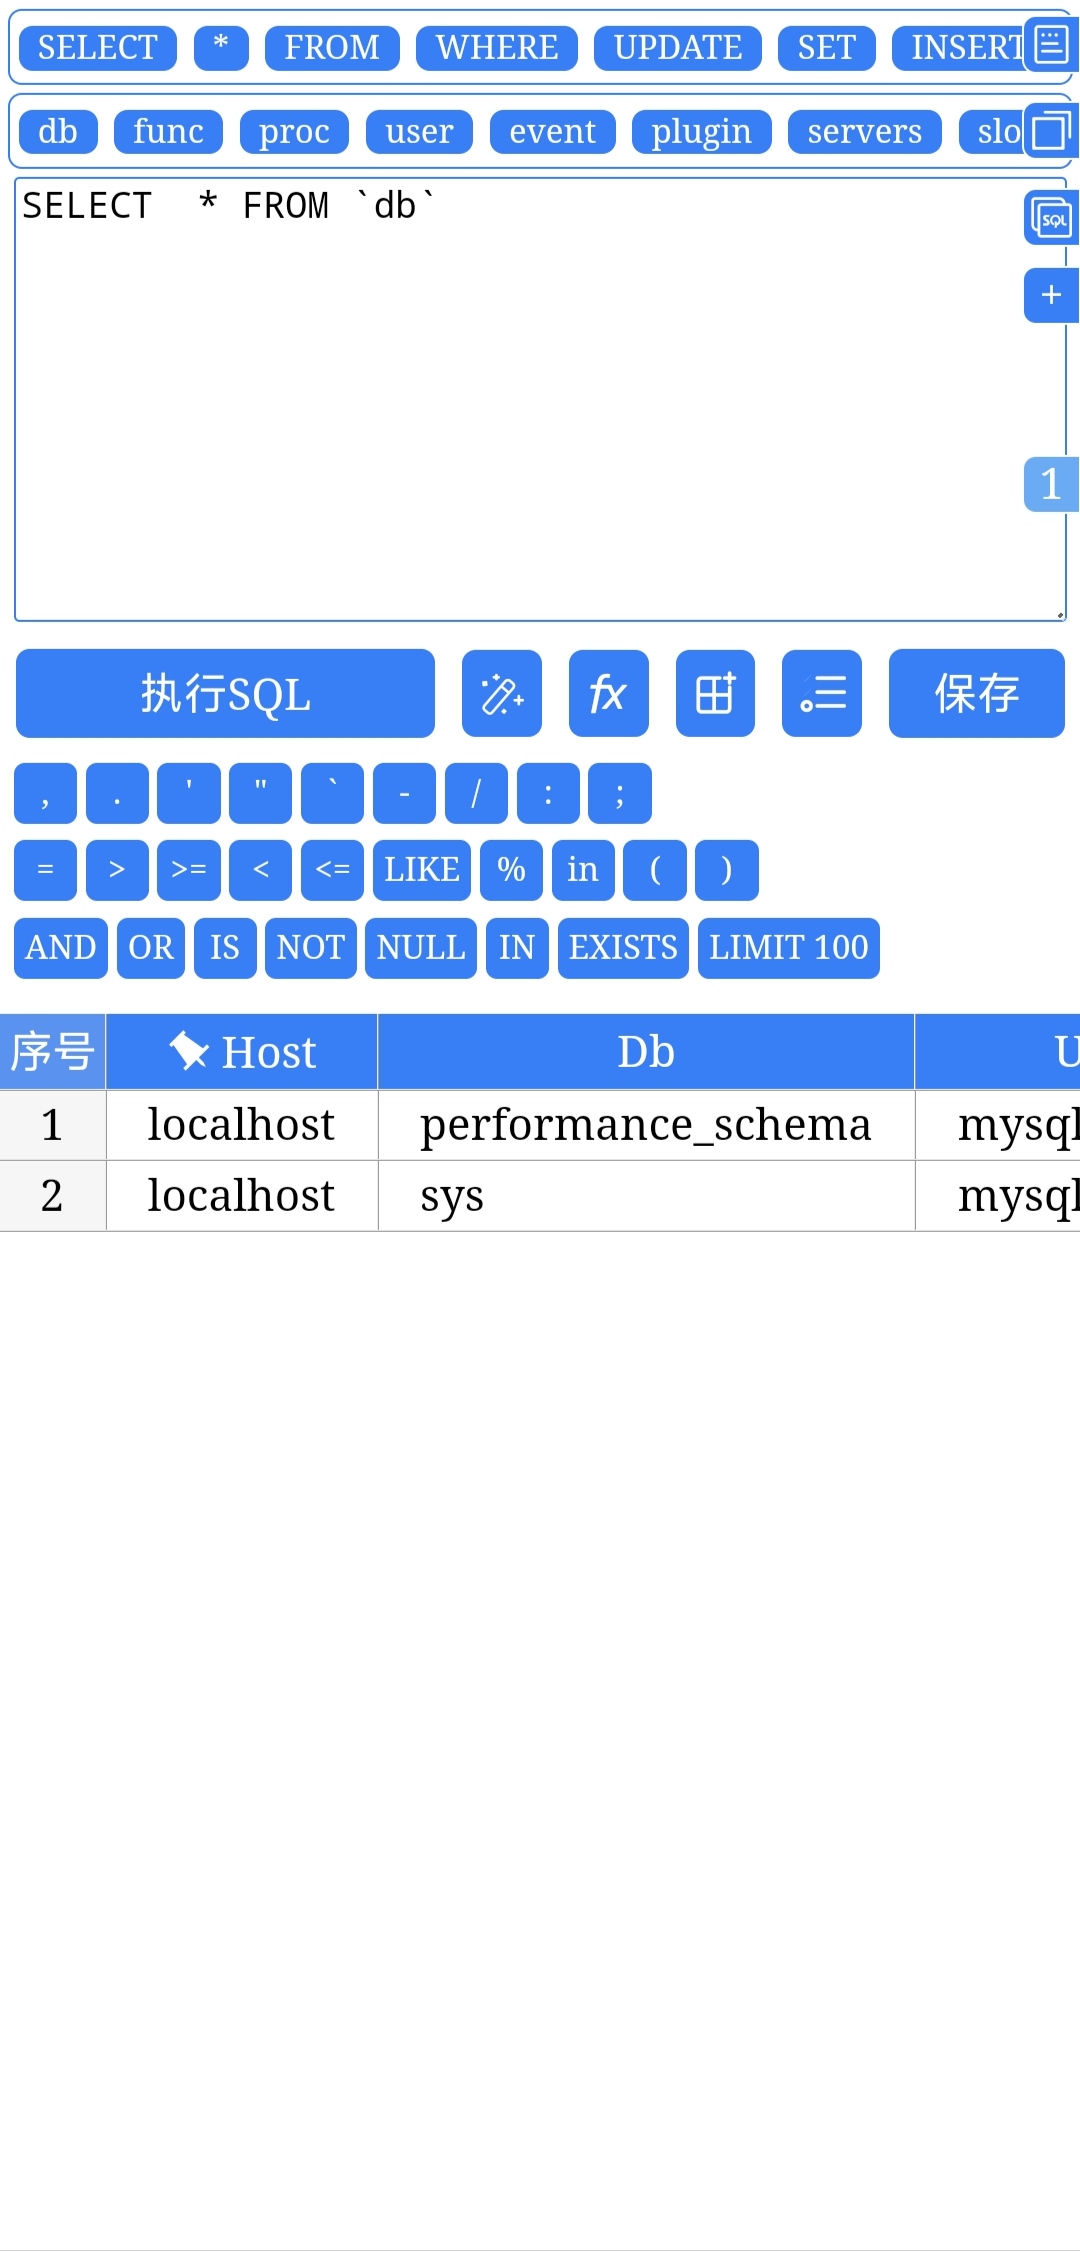 SELECT * FROM WHERE UPDATE SET INSERT
db func proc user event plugin servers slo
SELECT  * FROM `db`
SQL
+
1
执行SQL fx 保存
, . ' " ` - / : ;
= > >= < <= LIKE % in ( )
AND OR IS NOT NULL IN EXISTS LIMIT 100
序号 Host Db U
1 localhost performance_schema mysql
2 localhost sys mysql